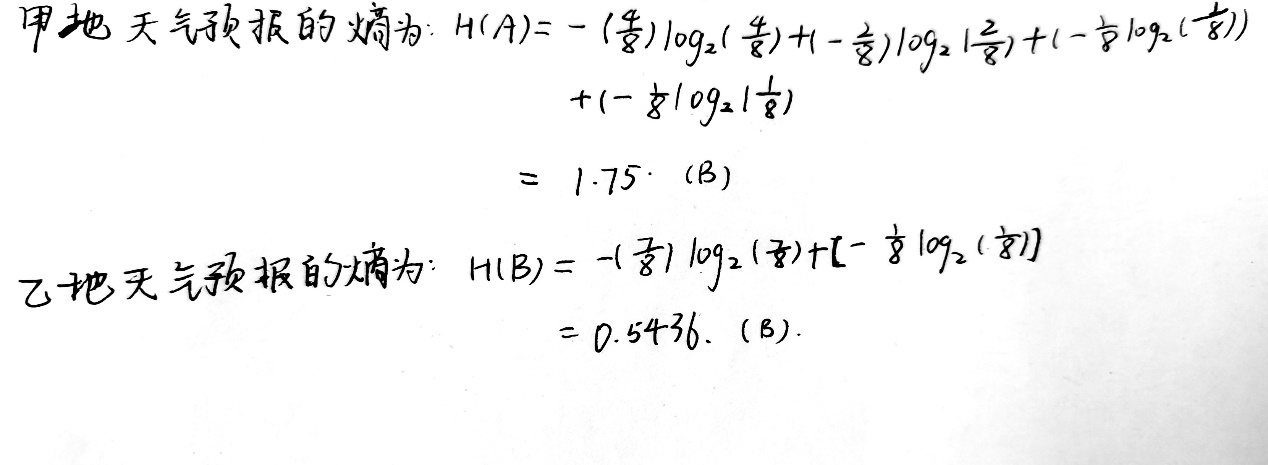 甲地天气预报的熵为: H(A)= - (4/8)log₂(4/8)+(-2/8)log₂(2/8)+(-1/8log₂(1/8))
+(-1/8log₂(1/8)
= 1.75. (B)
乙地天气预报的熵为: H(B)= -(7/8)log₂(7/8)+[-1/8log₂(1/8)]
= 0.5436. (B).